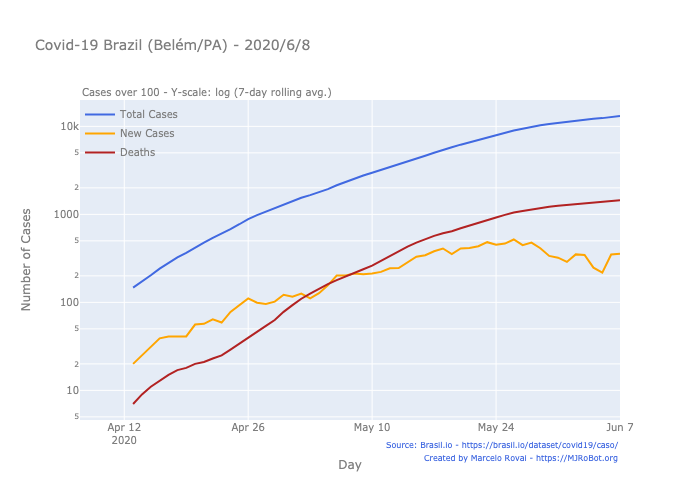 Covid-19 Brazil (Belém/PA) - 2020/6/8
Cases over 100 - Y-scale: log (7-day rolling avg.)
Total Cases
New Cases
Deaths
Number of Cases
10k
5
2
1000
5
2
100
5
2
10
5
Apr 12
2020
Apr 26
May 10
May 24
Jun 7
Day
Source: Brasil.io - https://brasil.io/dataset/covid19/caso/
Created by Marcelo Rovai - https://MJRoBot.org